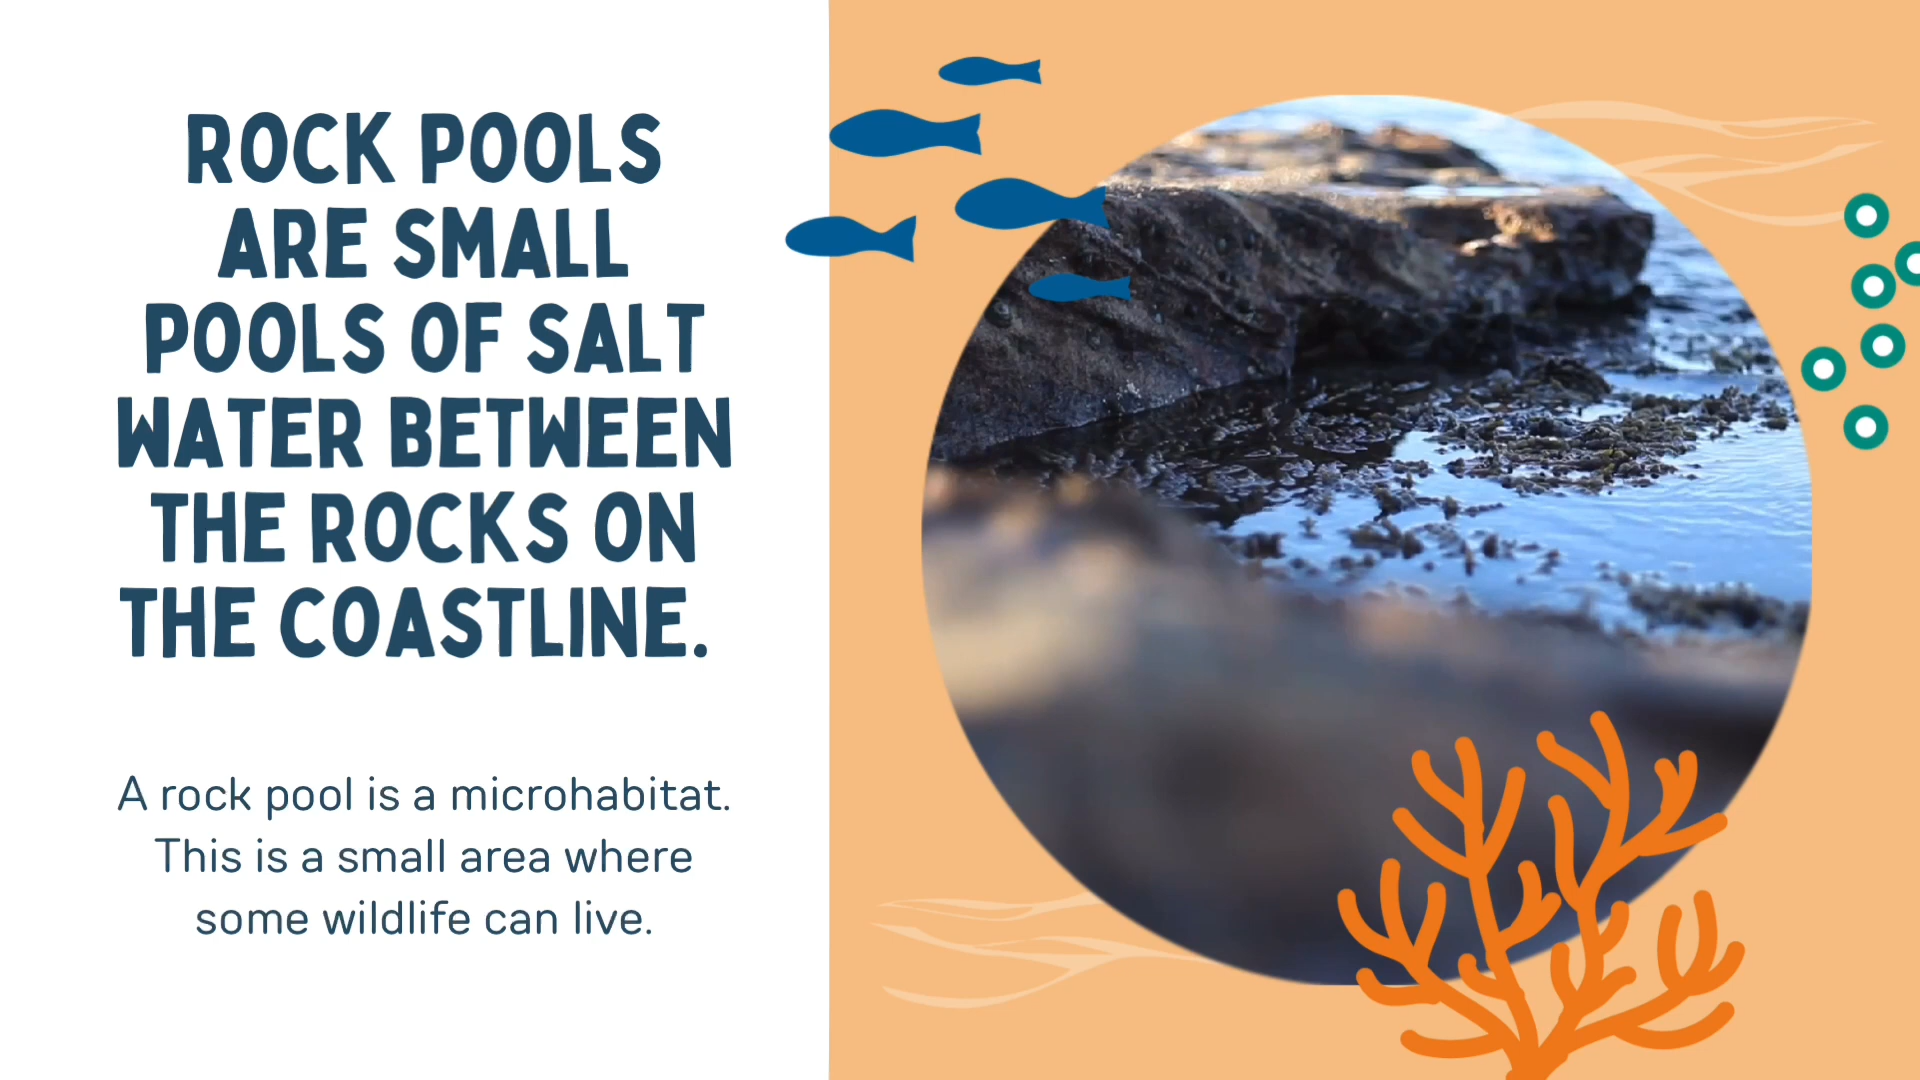 ROCK POOLS
ARE SMALL
POOLS OF SALT
WATER BETWEEN
THE ROCKS ON
THE COASTLINE.
A rock pool is a microhabitat.
This is a small area where
some wildlife can live.